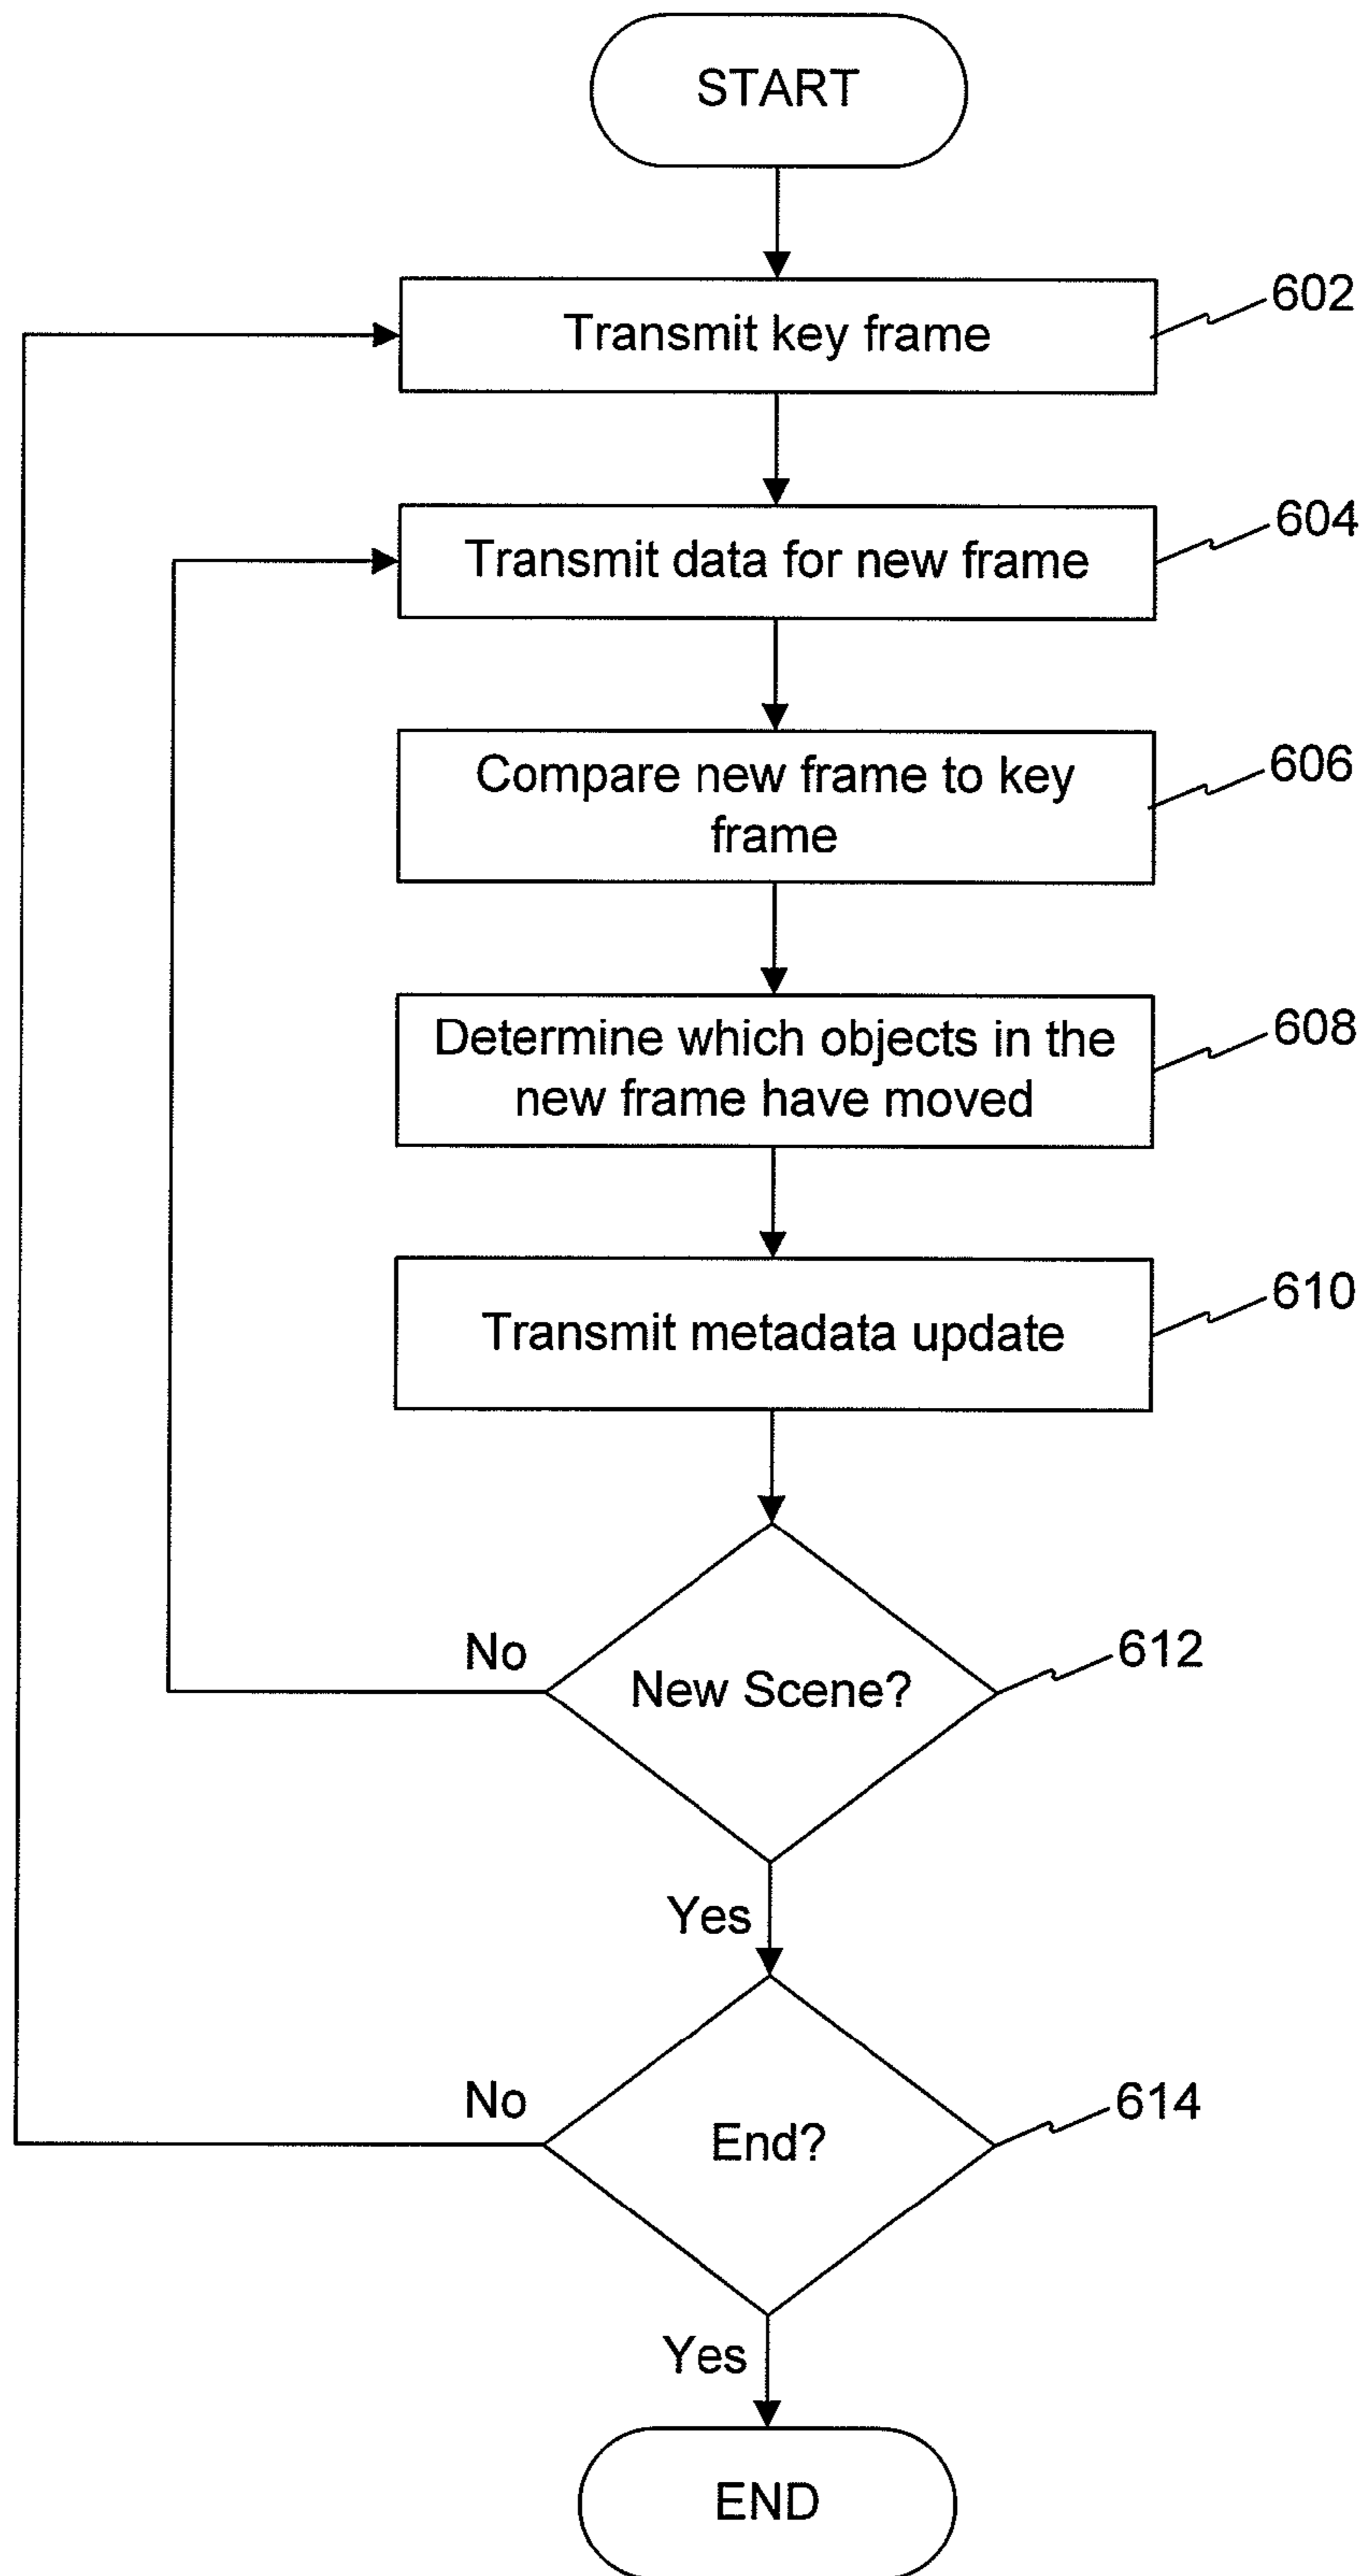 START
Transmit key frame
602
Transmit data for new frame
604
Compare new frame to key
frame
606
Determine which objects in the
new frame have moved
608
Transmit metadata update
610
New Scene?
612
No
Yes
End?
614
No
Yes
END